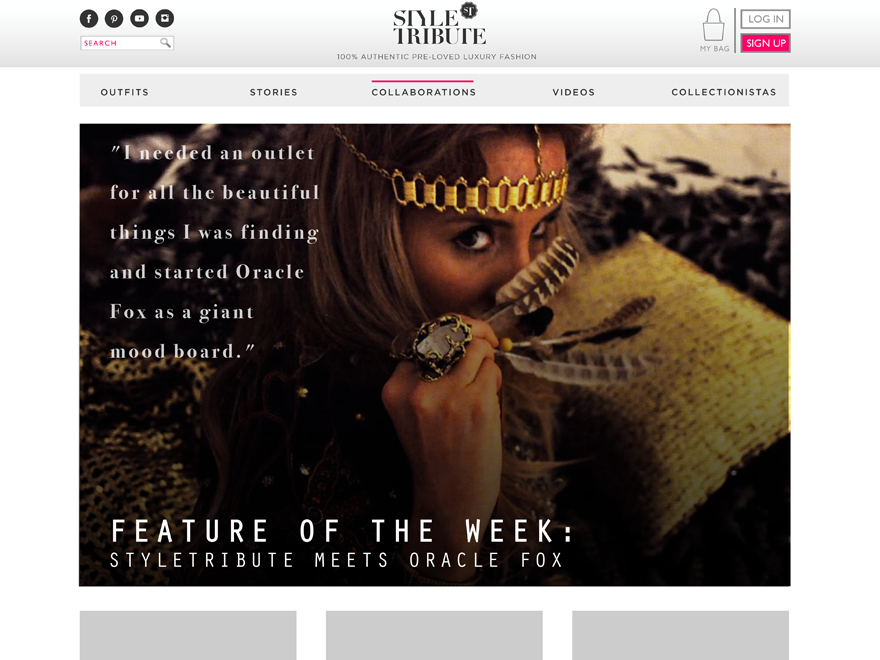 SEARCH
STYLE ST
TRIBUTE
100% AUTHENTIC PRE-LOVED LUXURY FASHION
MY BAG
LOG IN
SIGN UP
OUTFITS STORIES COLLABORATIONS VIDEOS COLLECTIONISTAS
"I needed an outlet
for all the beautiful
things I was finding
and started Oracle
Fox as a giant
mood board."
FEATURE OF THE WEEK:
STYLETRIBUTE MEETS ORACLE FOX